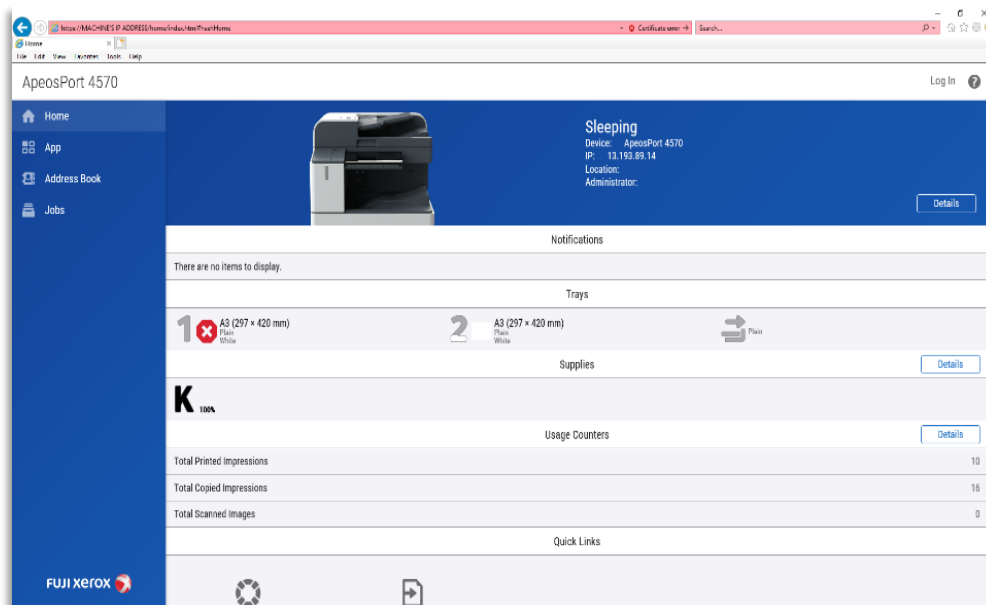 https://MACHINE'S IP ADDRESS/home/index.html#hashHome
Certificate error
Search...
Home
File Edit View Favorites Tools Help
ApeosPort 4570
Log In
Home
App
Address Book
Jobs
Sleeping
Device: ApeosPort 4570
IP: 13.193.89.14
Location:
Administrator:
Details
Notifications
There are no items to display.
Trays
1 A3 (297 × 420 mm)
Plain
White
2 A3 (297 × 420 mm)
Plain
White
Plain
Supplies
Details
K 100%
Usage Counters
Details
Total Printed Impressions 10
Total Copied Impressions 16
Total Scanned Images 0
Quick Links
FUJI XEROX